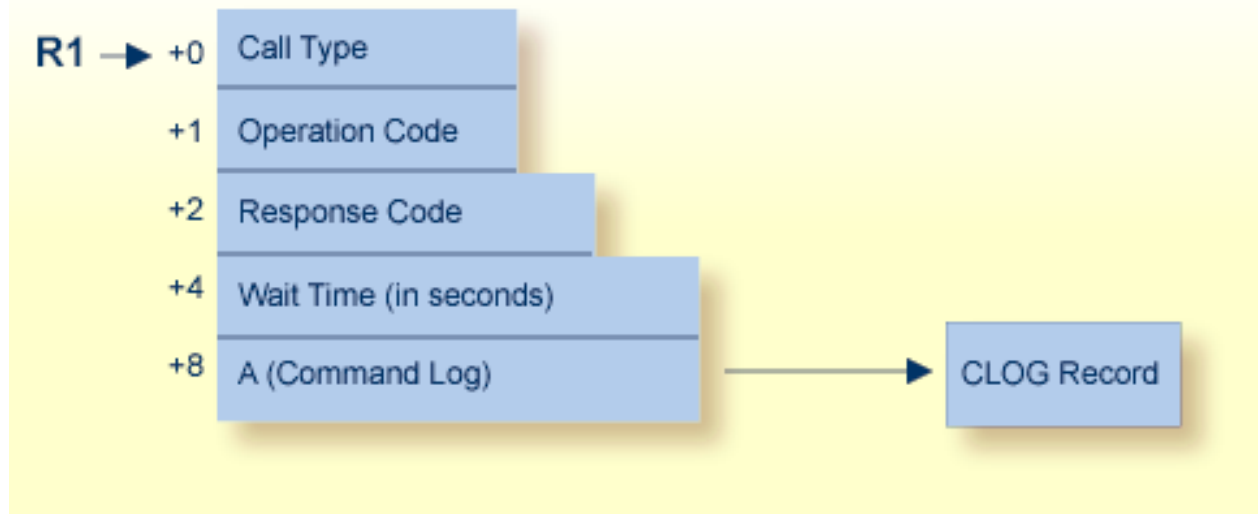 R1 +0 Call Type
+1 Operation Code
+2 Response Code
+4 Wait Time (in seconds)
+8 A (Command Log) CLOG Record